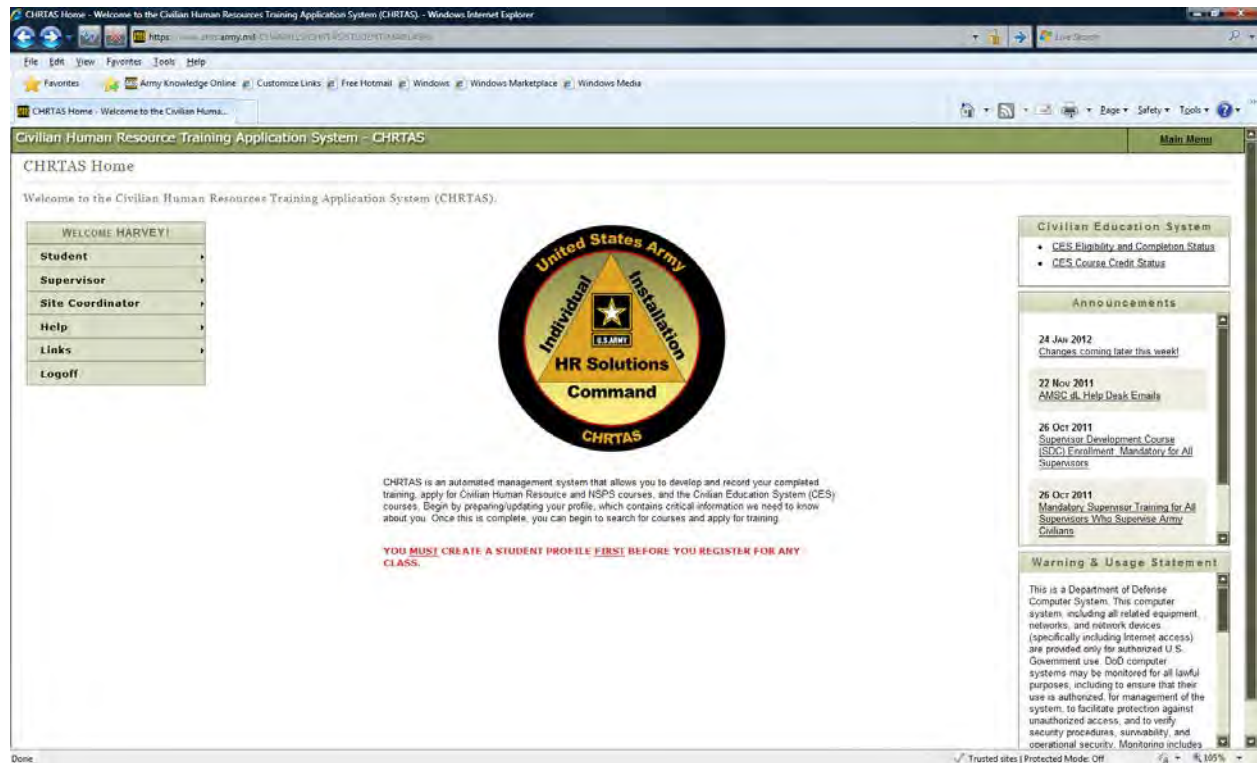 CHRTAS Home - Welcome to the Civilian Human Resources Training Application System (CHRTAS). - Windows Internet Explorer
https
army.mil
Live Search
File Edit View Favorites Tools Help
Favorites Army Knowledge Online Customize Links Free Hotmail Windows Windows Marketplace Windows Media
CHRTAS Home - Welcome to the Civilian Huma...
Page Safety Tools
Civilian Human Resource Training Application System - CHRTAS
Main Menu
CHRTAS Home
Welcome to the Civilian Human Resources Training Application System (CHRTAS).
WELCOME HARVEY!
Student
Supervisor
Site Coordinator
Help
Links
Logoff
United States Army
Individual
Installation
U.S.ARMY
HR Solutions
Command
CHRTAS
CHRTAS is an automated management system that allows you to develop and record your completed
training, apply for Civilian Human Resource and NSPS courses, and the Civilian Education System (CES)
courses. Begin by preparing/updating your profile, which contains critical information we need to know
about you. Once this is complete, you can begin to search for courses and apply for training.
YOU MUST CREATE A STUDENT PROFILE FIRST BEFORE YOU REGISTER FOR ANY
CLASS.
Civilian Education System
CES Eligibility and Completion Status
CES Course Credit Status
Announcements
24 JAN 2012
Changes coming later this week!
22 NOV 2011
AMSC dL Help Desk Emails
26 OCT 2011
Supervisor Development Course
(SDC) Enrollment Mandatory for All
Supervisors
26 OCT 2011
Mandatory Supervisor Training for All
Supervisors Who Supervise Army
Civilians
Warning & Usage Statement
This is a Department of Defense
Computer System. This computer
system, including all related equipment
networks, and network devices
(specifically including Internet access)
are provided only for authorized U.S.
Government use. DoD computer
systems may be monitored for all lawful
purposes, including to ensure that their
use is authorized, for management of the
system, to facilitate protection against
unauthorized access, and to verify
security procedures, survivability, and
operational security. Monitoring includes
Done
Trusted sites | Protected Mode: Off
105%